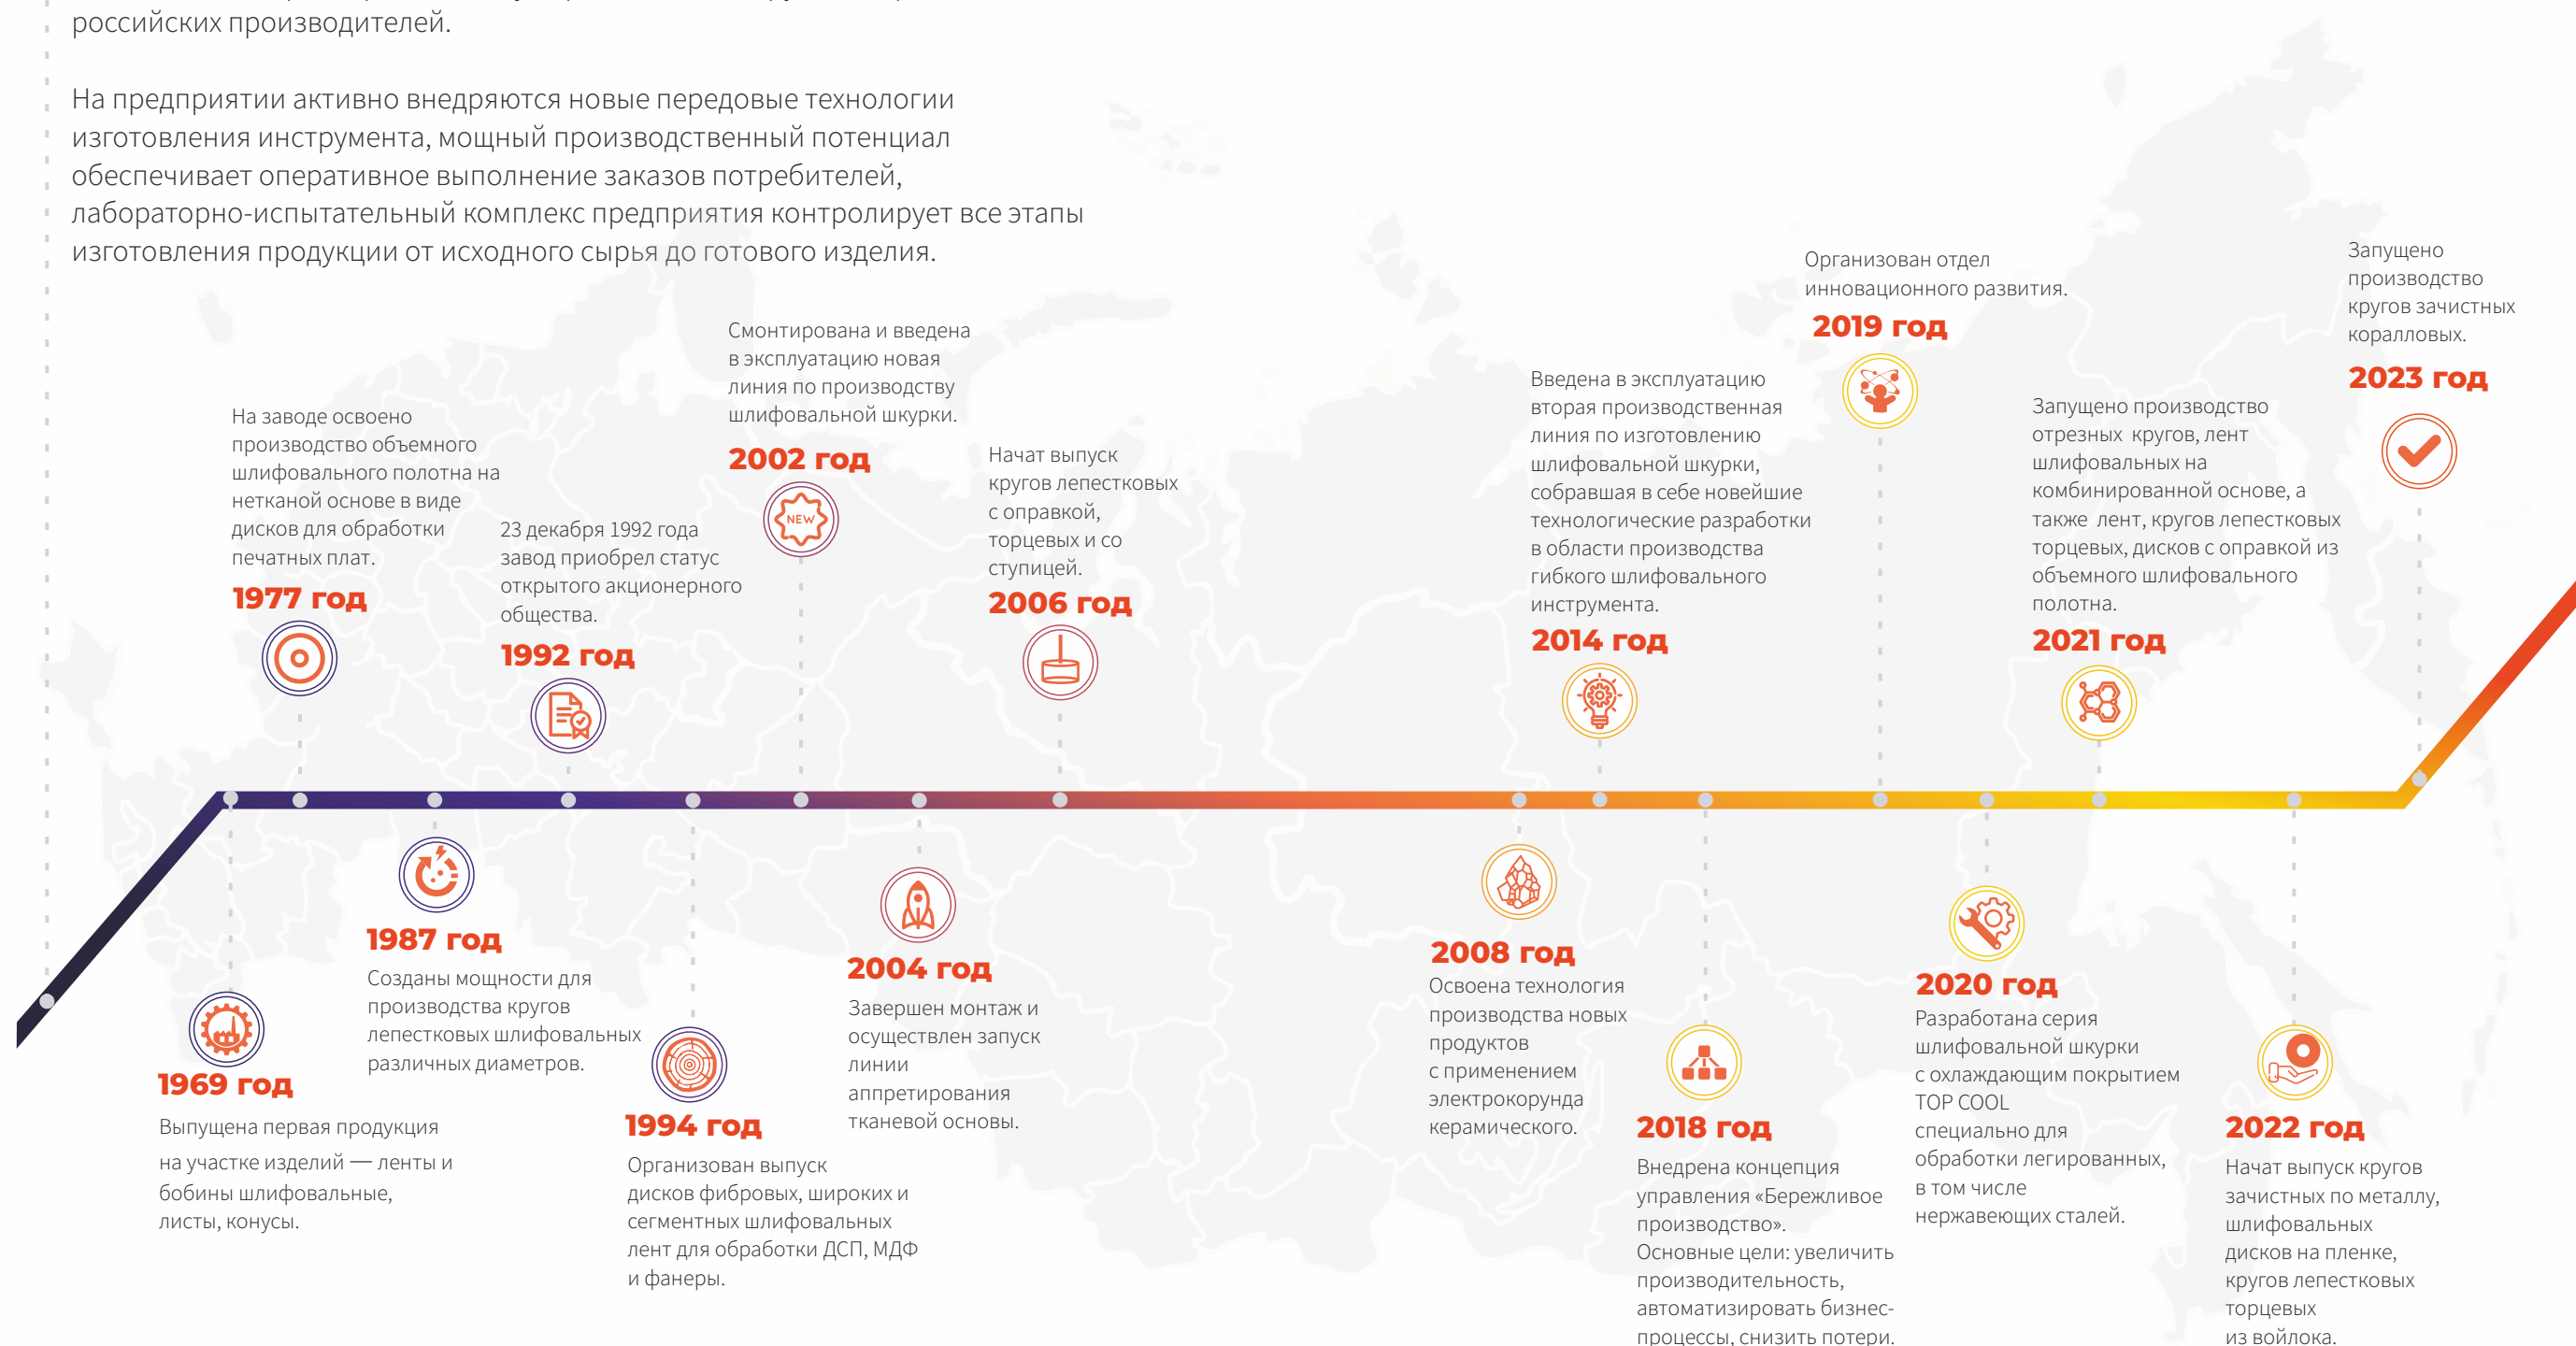 российских производителей.
На предприятии активно внедряются новые передовые технологии
изготовления инструмента, мощный производственный потенциал
обеспечивает оперативное выполнение заказов потребителей,
лабораторно-испытательный комплекс предприятия контролирует все этапы
изготовления продукции от исходного сырья до готового изделия.
На заводе освоено
производство объемного
шлифовального полотна на
нетканой основе в виде
дисков для обработки
печатных плат.
1977 год
23 декабря 1992 года
завод приобрел статус
открытого акционерного
общества.
1992 год
Смонтирована и введена
в эксплуатацию новая
линия по производству
шлифовальной шкурки.
2002 год
NEW
Начат выпуск
кругов лепестковых
с оправкой,
торцевых и со
ступицей.
2006 год
Введена в эксплуатацию
вторая производственная
линия по изготовлению
шлифовальной шкурки,
собравшая в себе новейшие
технологические разработки
в области производства
гибкого шлифовального
инструмента.
2014 год
Организован отдел
инновационного развития.
2019 год
Запущено производство
отрезных кругов, лент
шлифовальных на
комбинированной основе, а
также лент, кругов лепестковых
торцевых, дисков с оправкой из
объемного шлифовального
полотна.
2021 год
Запущено
производство
кругов зачистных
коралловых.
2023 год
1969 год
Выпущена первая продукция
на участке изделий — ленты и
бобины шлифовальные,
листы, конусы.
1987 год
Созданы мощности для
производства кругов
лепестковых шлифовальных
различных диаметров.
1994 год
Организован выпуск
дисков фибровых, широких и
сегментных шлифовальных
лент для обработки ДСП, МДФ
и фанеры.
2004 год
Завершен монтаж и
осуществлен запуск
линии
аппретирования
тканевой основы.
2008 год
Освоена технология
производства новых
продуктов
с применением
электрокорунда
керамического.
2018 год
Внедрена концепция
управления «Бережливое
производство».
Основные цели: увеличить
производительность,
автоматизировать бизнес-
процессы, снизить потери.
2020 год
Разработана серия
шлифовальной шкурки
с охлаждающим покрытием
TOP COOL
специально для
обработки легированных,
в том числе
нержавеющих сталей.
2022 год
Начат выпуск кругов
зачистных по металлу,
шлифовальных
дисков на пленке,
кругов лепестковых
торцевых
из войлока.